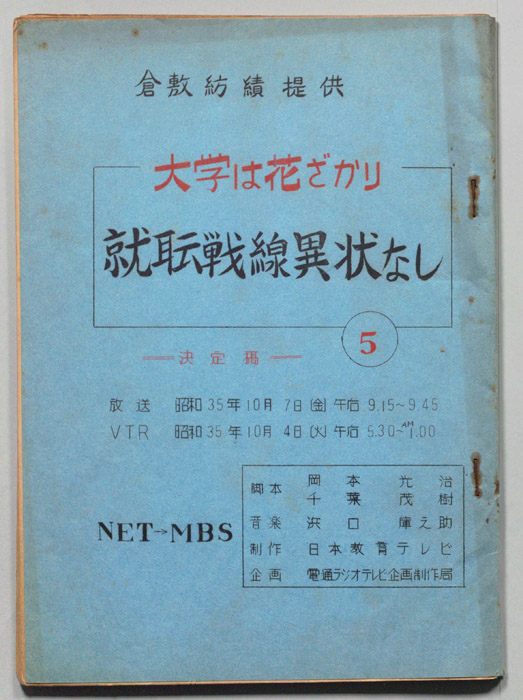 倉敷紡績提供
大学は花ざかり
就転戦線異状なし
5
決定稿
放送 昭和35年10月7日(金)午后9.15~9.45
VTR 昭和35年10月4日(火)午后5.30~AM1.00
NET→MBS
脚本 岡本光治
千葉茂樹
音楽 浜口庫之助
制作 日本教育テレビ
企画 電通ラジオテレビ企画制作局